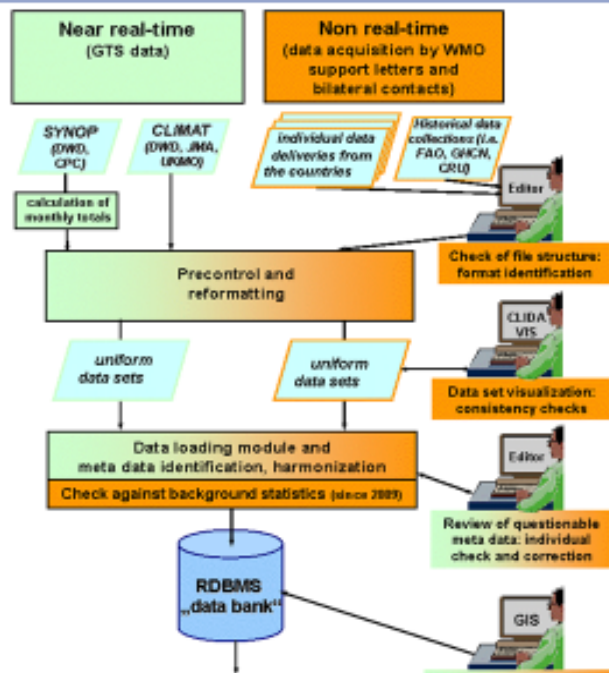 Near real-time
(GTS data)
Non real-time
(data acquisition by WMO
support letters and
bilateral contacts)
SYNOP
(DWD,
CPC)
CLIMAT
(DWD, JMA,
UKMO)
individual data
deliveries from
the countries
Historical data
collections (i.e.
FAO, GHCN,
CRU)
Editor
calculation of
monthly totals
Check of file structure:
format identification
Precontrol and
reformatting
CLIDA
VIS
uniform
data sets
uniform
data sets
Data set visualization:
consistency checks
Data loading module and
meta data identification, harmonization
Check against background statistics (since 2009)
Editor
Review of questionable
meta data: individual
check and correction
RDBMS
„data bank“
GIS